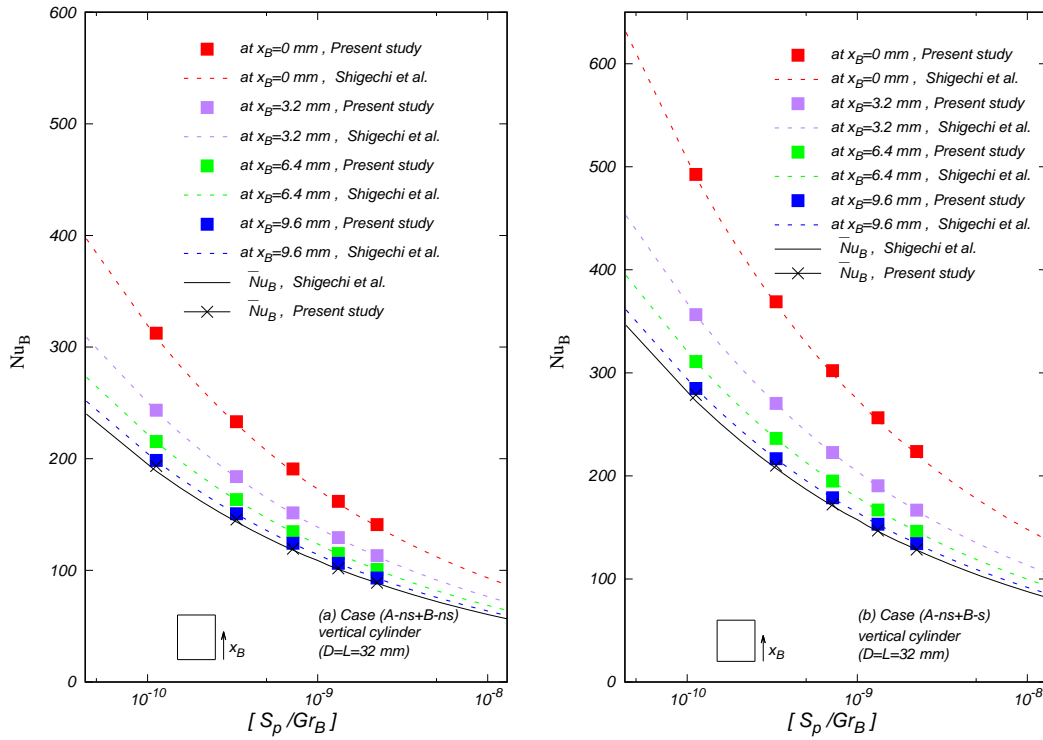 600
500
400
300
200
100
0
Nu_B
at x_B=0 mm , Present study
at x_B=0 mm , Shigechi et al.
at x_B=3.2 mm , Present study
at x_B=3.2 mm , Shigechi et al.
at x_B=6.4 mm , Present study
at x_B=6.4 mm , Shigechi et al.
at x_B=9.6 mm , Present study
at x_B=9.6 mm , Shigechi et al.
N̅u_B , Shigechi et al.
N̅u_B , Present study
x_B
(a) Case (A-ns+B-ns)
vertical cylinder
(D=L=32 mm)
10^-10 10^-9 10^-8
[ S_p /Gr_B ]
600
500
400
300
200
100
0
Nu_B
at x_B=0 mm , Present study
at x_B=0 mm , Shigechi et al.
at x_B=3.2 mm , Present study
at x_B=3.2 mm , Shigechi et al.
at x_B=6.4 mm , Present study
at x_B=6.4 mm , Shigechi et al.
at x_B=9.6 mm , Present study
at x_B=9.6 mm , Shigechi et al.
N̅u_B , Shigechi et al.
N̅u_B , Present study
x_B
(b) Case (A-ns+B-s)
vertical cylinder
(D=L=32 mm)
10^-10 10^-9 10^-8
[ S_p /Gr_B ]